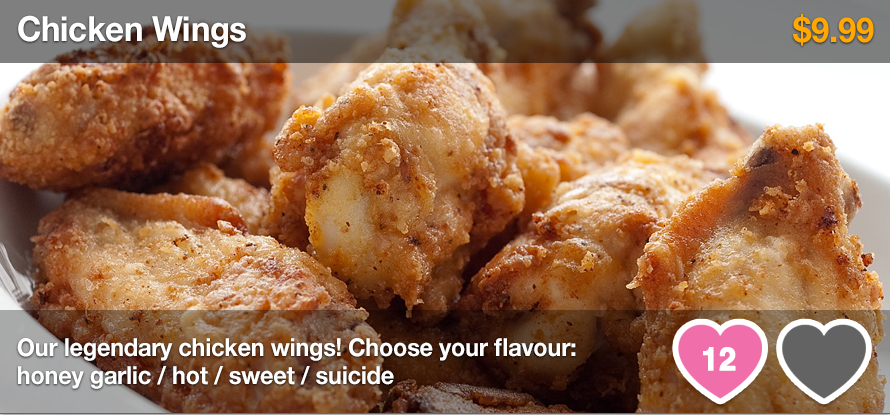 Chicken Wings
$9.99
Our legendary chicken wings! Choose your flavour:
honey garlic / hot / sweet / suicide
12